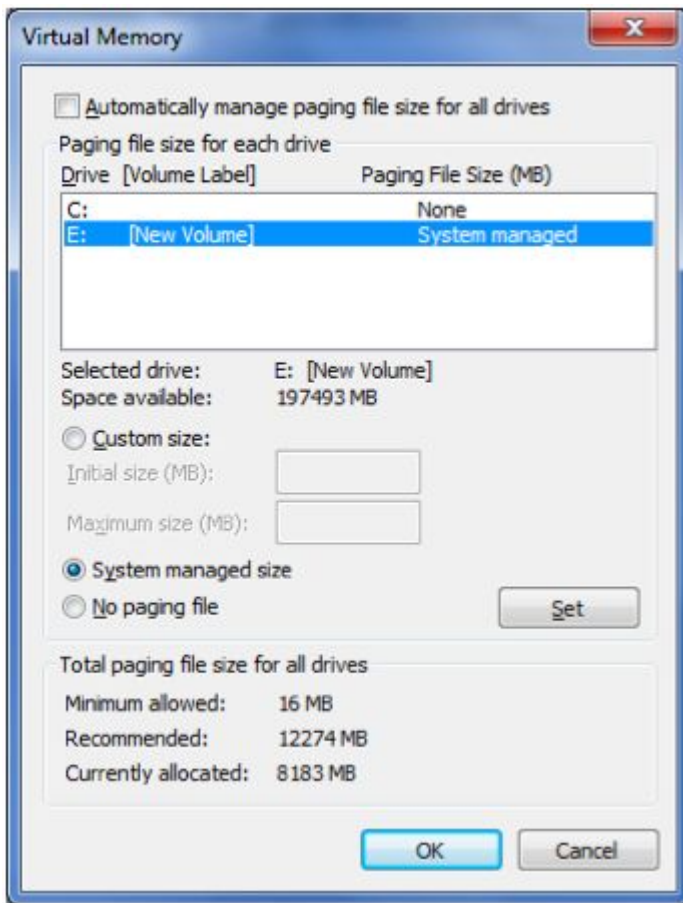 Virtual Memory
Automatically manage paging file size for all drives
Paging file size for each drive
Drive [Volume Label] Paging File Size (MB)
C: None
E: [New Volume] System managed
Selected drive: E: [New Volume]
Space available: 197493 MB
Custom size:
Initial size (MB):
Maximum size (MB):
System managed size
No paging file Set
Total paging file size for all drives
Minimum allowed: 16 MB
Recommended: 12274 MB
Currently allocated: 8183 MB
OK Cancel